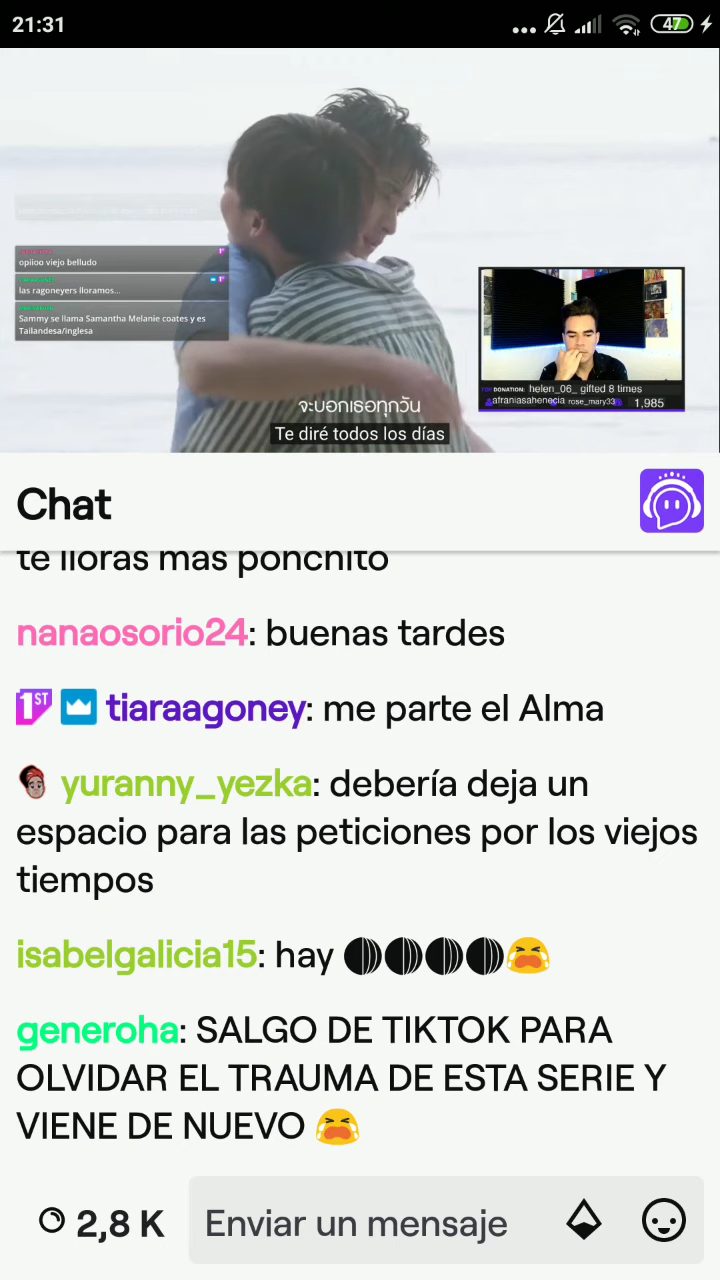 21:31
47
opiioo viejo belludo
las ragoneyers lloramos...
Sammy se llama Samantha Melanie coates y es
Tailandesa/inglesa
DONATION: helen_06_ gifted 8 times
afraniasahenecia rose_mary33 1,985
จะบอกเธอทุกวัน
Te diré todos los días
Chat
te lloras mas ponchito
nanaosorio24: buenas tardes
1ST tiaraagoney: me parte el Alma
yuranny_yezka: debería deja un
espacio para las peticiones por los viejos
tiempos
isabelgalicia15: hay 😭
generoha: SALGO DE TIKTOK PARA
OLVIDAR EL TRAUMA DE ESTA SERIE Y
VIENE DE NUEVO 😭
2,8 K Enviar un mensaje